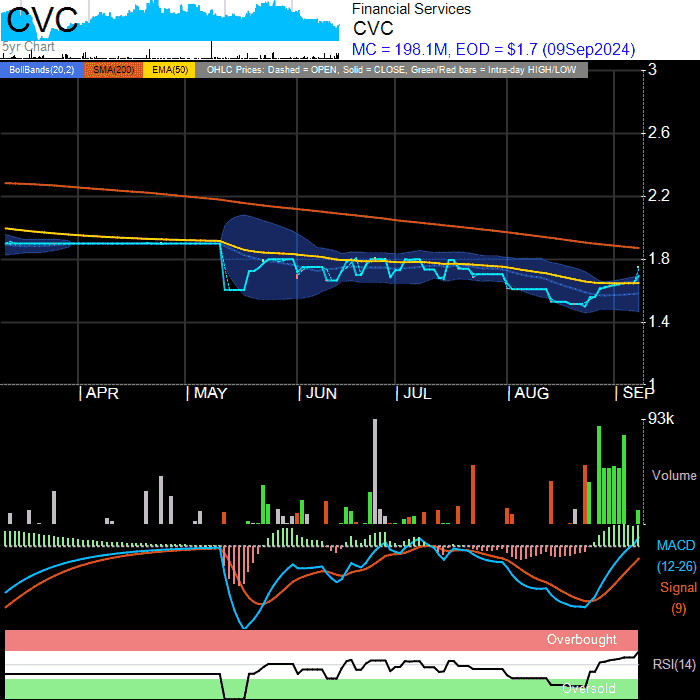 CVC
5yr Chart
Financial Services
CVC
MC = 198.1M, EOD = $1.7 (09Sep2024)
BollBands(20,2) SMA(200) EMA(50) OHLC Prices: Dashed = OPEN, Solid = CLOSE, Green/Red bars = Intra-day HIGH/LOW
3
2.6
2.2
1.8
1.4
1
APR MAY JUN JUL AUG SEP
93k
Volume
MACD
(12-26)
Signal
(9)
Overbought
RSI(14)
Oversold